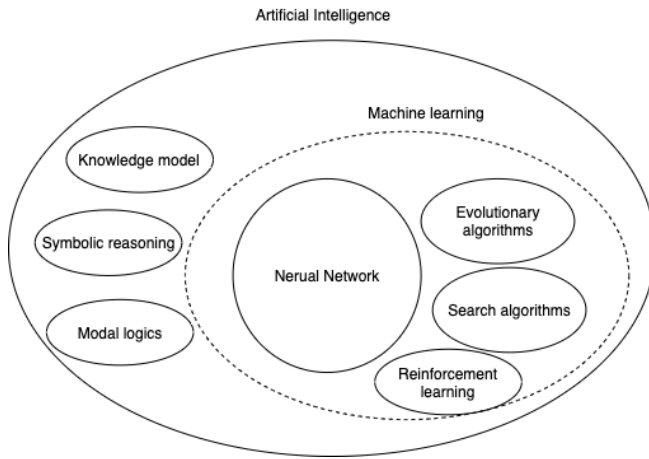 Artificial Intelligence
Machine learning
Knowledge model
Symbolic reasoning
Modal logics
Nerual Network
Evolutionary
algorithms
Search algorithms
Reinforcement
learning